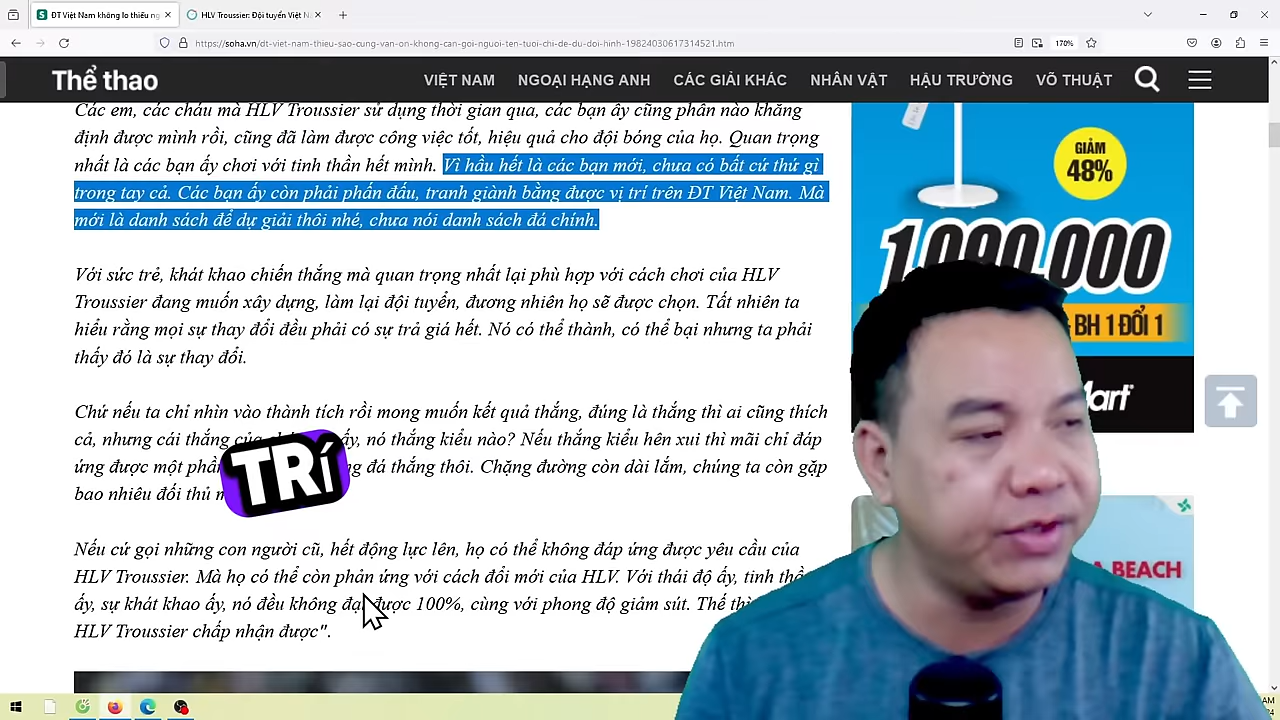 ĐT Việt Nam không lo thiếu ng
HLV Troussier: Đội tuyển Việt N
https://soha.vn/dt-viet-nam-thieu-sao-cung-van-on-khong-can-goi-nguoi-ten-tuoi-chi-de-du-doi-hinh-198240306173145​21.htm
170%
Thể thao
VIỆT NAM
NGOẠI HẠNG ANH
CÁC GIẢI KHÁC
NHÂN VẬT
HẬU TRƯỜNG
VÕ THUẬT
Các em, các cháu mà HLV Troussier sử dụng thời gian qua, các bạn ấy cũng phần nào khẳng
định được mình rồi, cũng đã làm được công việc tốt, hiệu quả cho đội bóng của họ. Quan trọng
nhất là các bạn ấy chơi với tinh thần vì mình. Vì hầu hết là các bạn mới, chưa có bất cứ thứ gì
trong tay cả. Các bạn ấy còn phải phấn đấu, tranh giành bằng được vị trí trên ĐT Việt Nam. Mà
mới là danh sách để dự giải thôi nhé, chưa nói danh sách đá chính.
Với sức trẻ, khát khao chiến thắng mà quan trọng nhất lại phù hợp với cách chơi của HLV
Troussier đang muốn xây dựng, làm lại đội tuyển, đương nhiên họ sẽ được chọn. Tất nhiên ta
hiểu rằng mọi sự thay đổi đều phải có sự trả giá hết. Nó có thể thành, có thể bại nhưng ta phải
thấy đó là sự thay đổi.
Chứ nếu ta chỉ nhìn vào thành tích rồi mong muốn kết quả thắng, đúng là thắng thì ai cũng thích
cả, nhưng cái thắng của ấy, nó thắng kiểu nào? Nếu thắng kiểu hên xui thì mãi chỉ đáp
ứng được một phần đá thắng thôi. Chặng đường còn dài lắm, chúng ta còn gặp
bao nhiêu đối thủ
TRÍ
Nếu cứ gọi những con người cũ, hết động lực lên, họ có thể không đáp ứng được yêu cầu của
HLV Troussier. Mà họ có thể còn phản ứng với cách đổi mới của HLV. Với thái độ ấy, tinh
ấy, sự khát khao ấy, nó đều không đạt được 100%, cùng với phong độ giảm sút. Thế
HLV Troussier chấp nhận được".
GIẢM
48%
1.090.000
BH 1 ĐỔI 1
BEACH